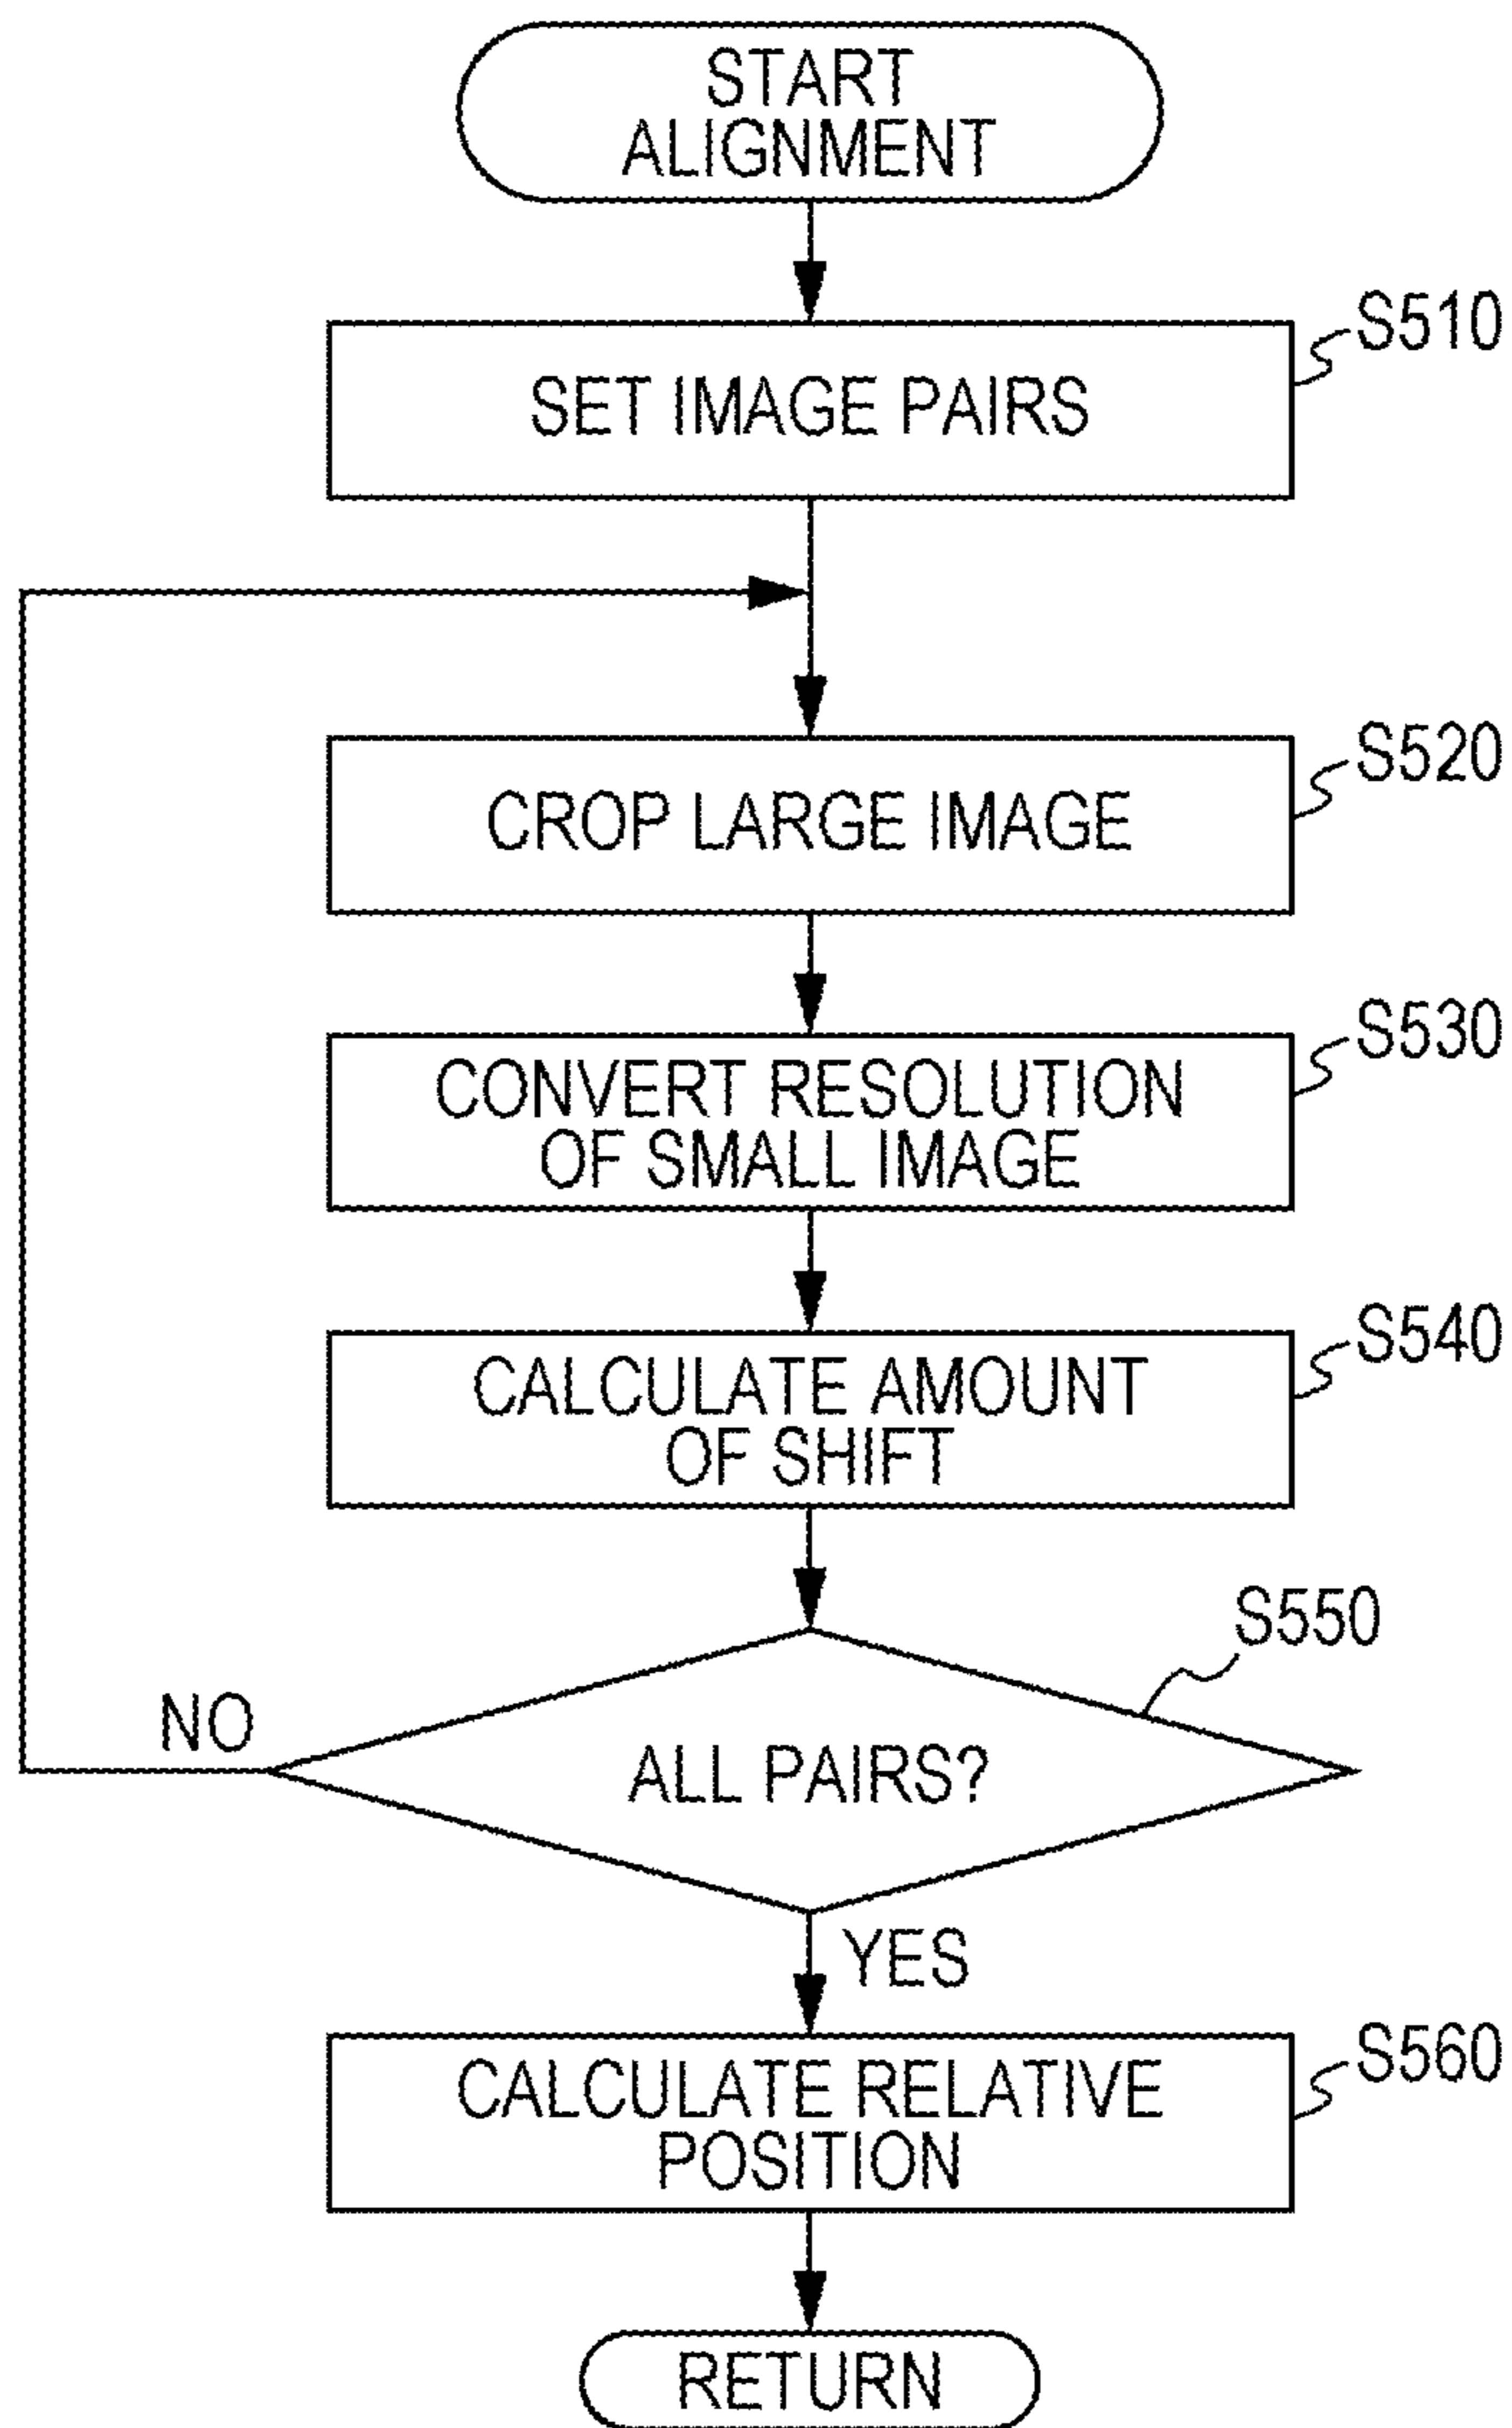 START
ALIGNMENT
S510
SET IMAGE PAIRS
S520
CROP LARGE IMAGE
S530
CONVERT RESOLUTION
OF SMALL IMAGE
S540
CALCULATE AMOUNT
OF SHIFT
S550
NO
ALL PAIRS?
YES
S560
CALCULATE RELATIVE
POSITION
RETURN